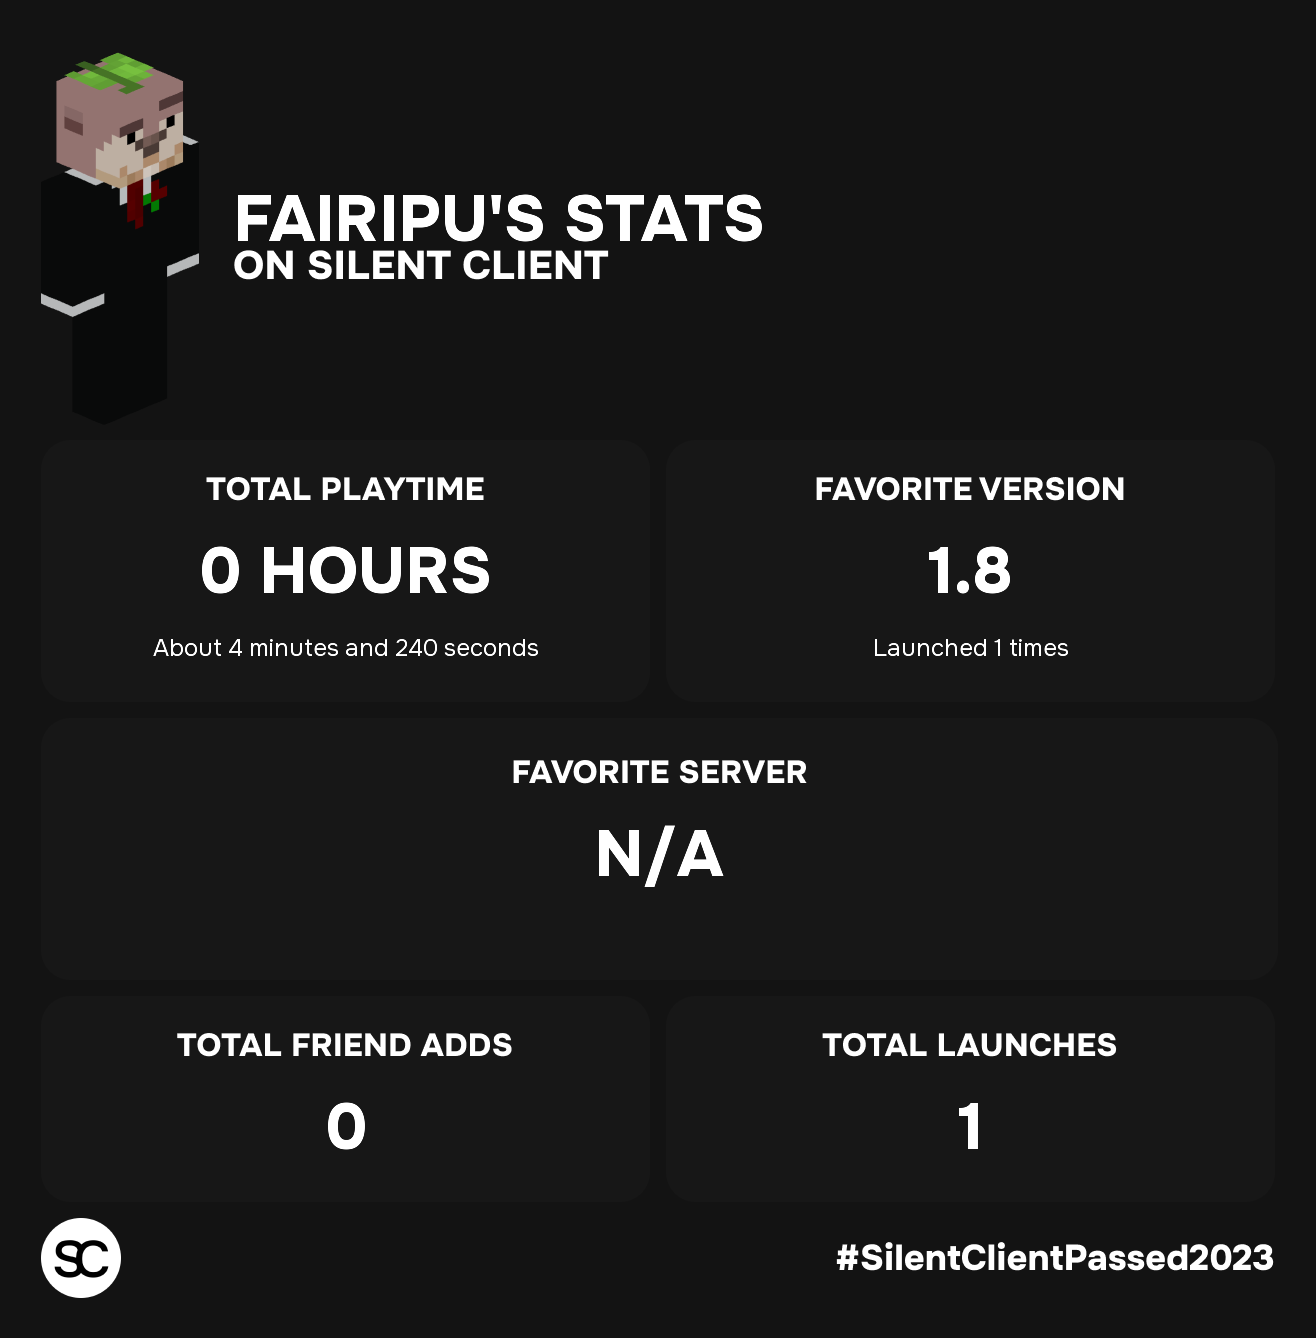 FAIRIPU'S STATS
ON SILENT CLIENT
TOTAL PLAYTIME
0 HOURS
About 4 minutes and 240 seconds
FAVORITE VERSION
1.8
Launched 1 times
FAVORITE SERVER
N/A
TOTAL FRIEND ADDS
0
TOTAL LAUNCHES
1
SC
#SilentClientPassed2023